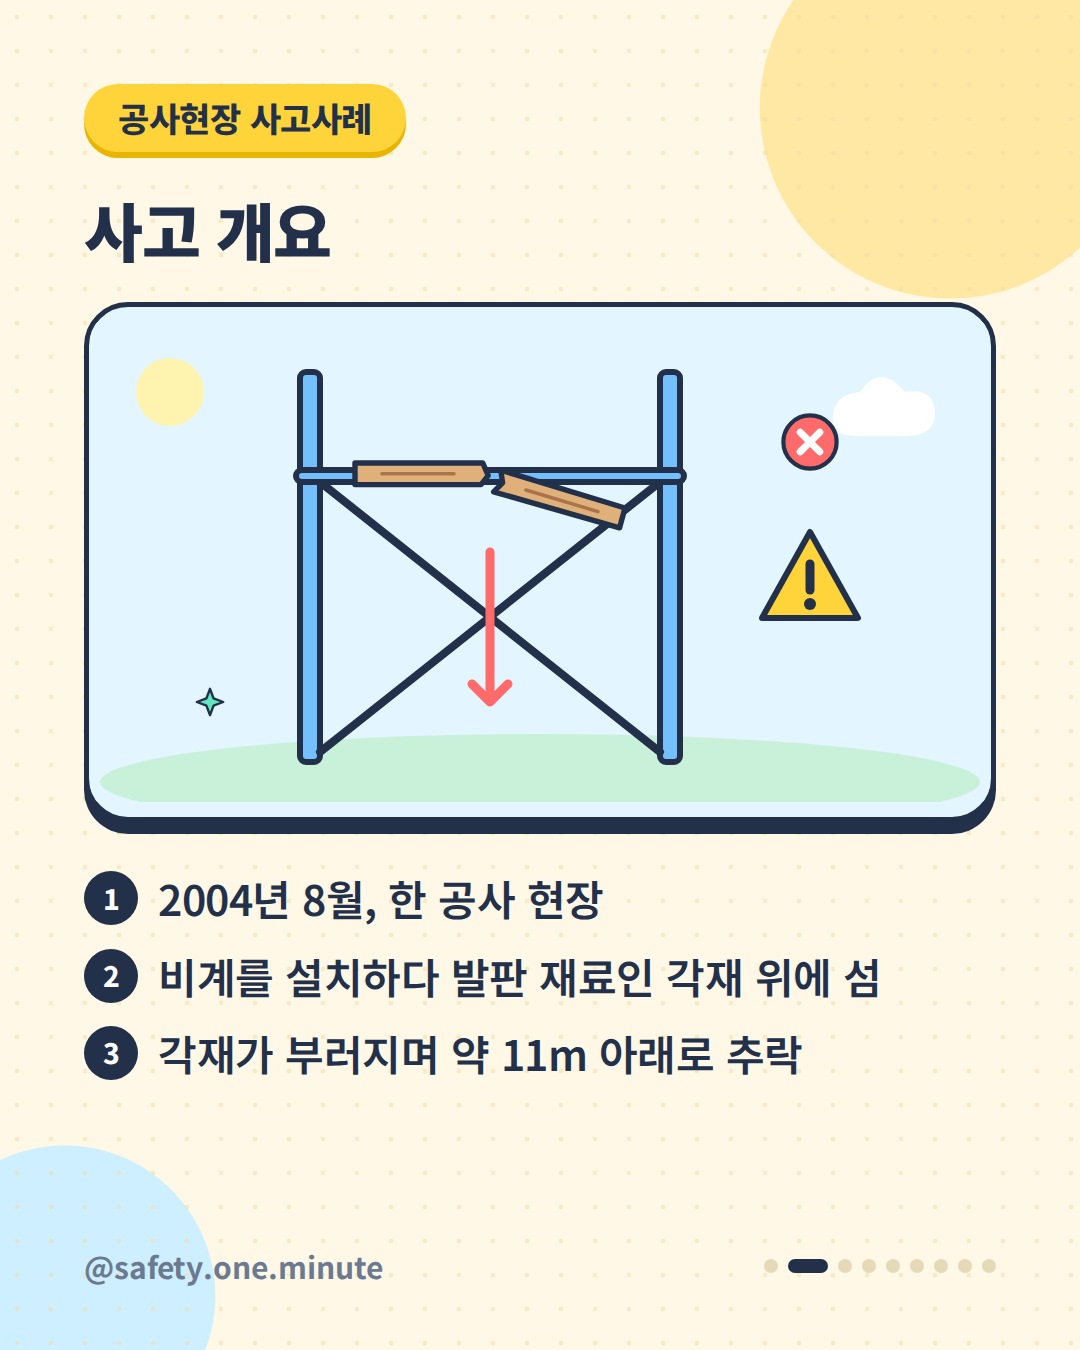 공사현장 사고사례
사고 개요
1 2004년 8월, 한 공사 현장
2 비계를 설치하다 발판 재료인 각재 위에 섬
3 각재가 부러지며 약 11m 아래로 추락
@safety.one.minute